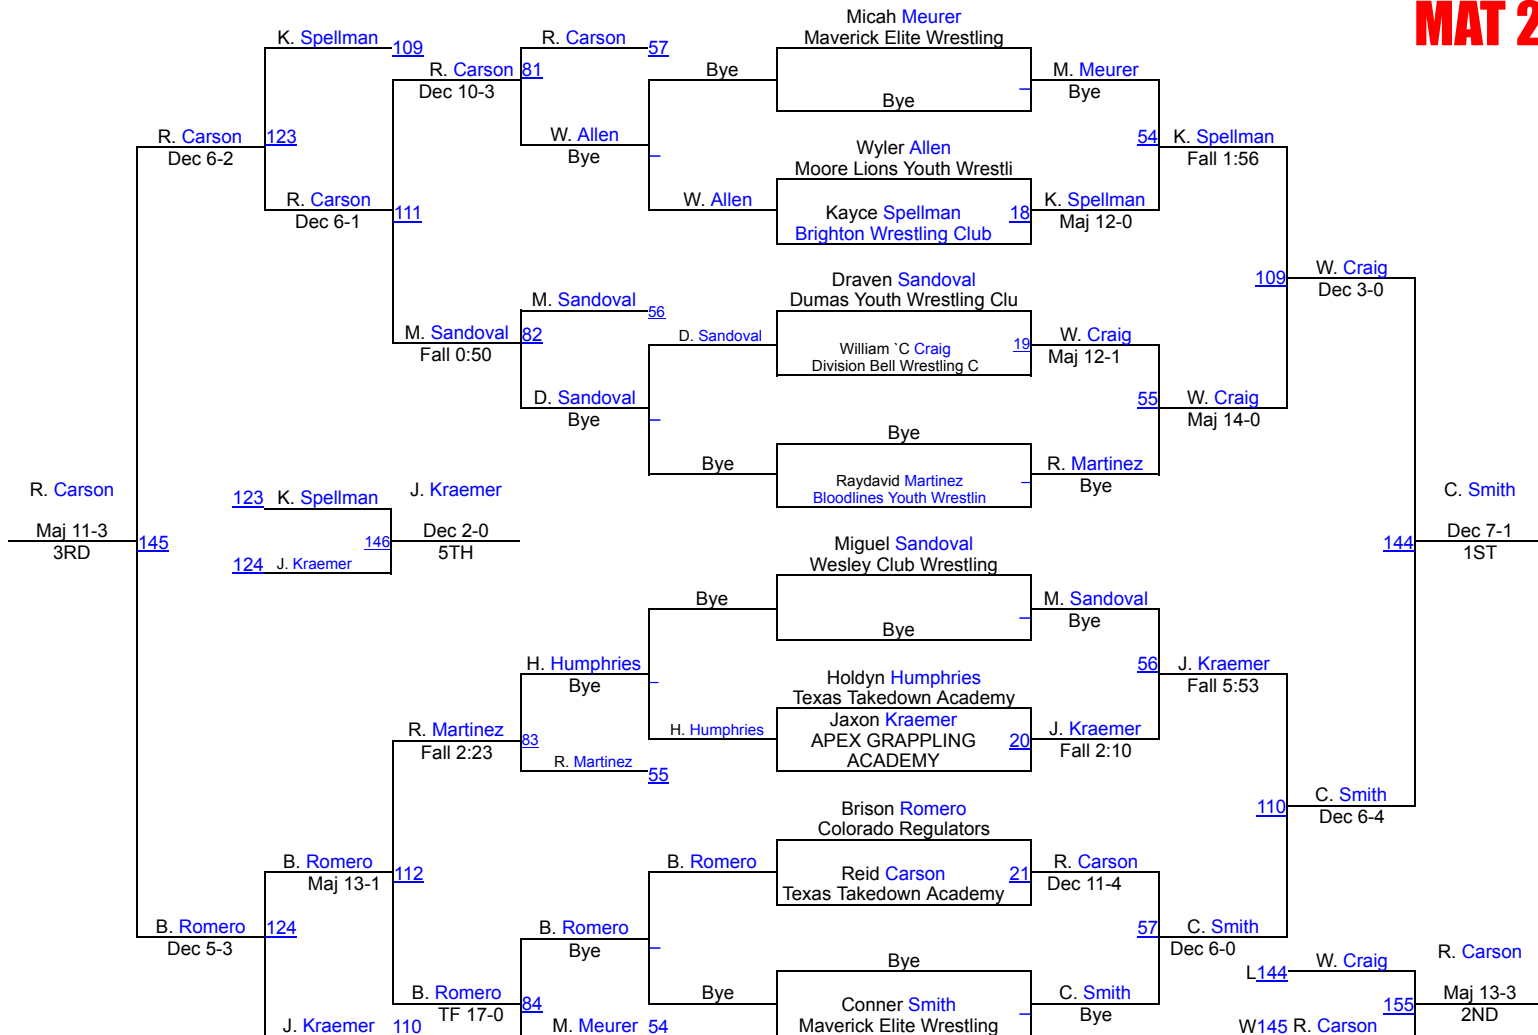 MAT 2
Micah Meurer
Maverick Elite Wrestling
K. Spellman 109
R. Carson 57
R. Carson 81
Dec 10-3
Bye
Bye
M. Meurer
Bye
R. Carson 123
Dec 6-2
W. Allen
Bye
Wyler Allen
Moore Lions Youth Wrestli
54 K. Spellman
Fall 1:56
R. Carson 111
Dec 6-1
W. Allen
Kayce Spellman 18
Brighton Wrestling Club
K. Spellman
Maj 12-0
Draven Sandoval
Dumas Youth Wrestling Clu
109 W. Craig
Dec 3-0
M. Sandoval 56
M. Sandoval 82
Fall 0:50
D. Sandoval
William `C Craig 19
Division Bell Wrestling C
W. Craig
Maj 12-1
D. Sandoval
Bye
55 W. Craig
Maj 14-0
Bye
Bye
Raydavid Martinez
Bloodlines Youth Wrestlin
R. Martinez
Bye
R. Carson
Maj 11-3
3RD
145
123 K. Spellman
124 J. Kraemer
146
J. Kraemer
Dec 2-0
5TH
C. Smith
144 Dec 7-1
1ST
Miguel Sandoval
Wesley Club Wrestling
Bye
Bye
M. Sandoval
Bye
H. Humphries
Bye
Holdyn Humphries
Texas Takedown Academy
56 J. Kraemer
Fall 5:53
R. Martinez 83
Fall 2:23
H. Humphries
Jaxon Kraemer
APEX GRAPPLING 20
ACADEMY
J. Kraemer
Fall 2:10
R. Martinez 55
110 C. Smith
Dec 6-4
Brison Romero
Colorado Regulators
B. Romero 112
Maj 13-1
B. Romero
Reid Carson 21
Texas Takedown Academy
R. Carson
Dec 11-4
B. Romero 124
Dec 5-3
B. Romero
Bye
57 C. Smith
Dec 6-0
Bye
L144 W. Craig
R. Carson
B. Romero 84
TF 17-0
Bye
Conner Smith
Maverick Elite Wrestling
C. Smith
Bye
155 Maj 13-3
2ND
J. Kraemer 110
M. Meurer 54
W145 R. Carson